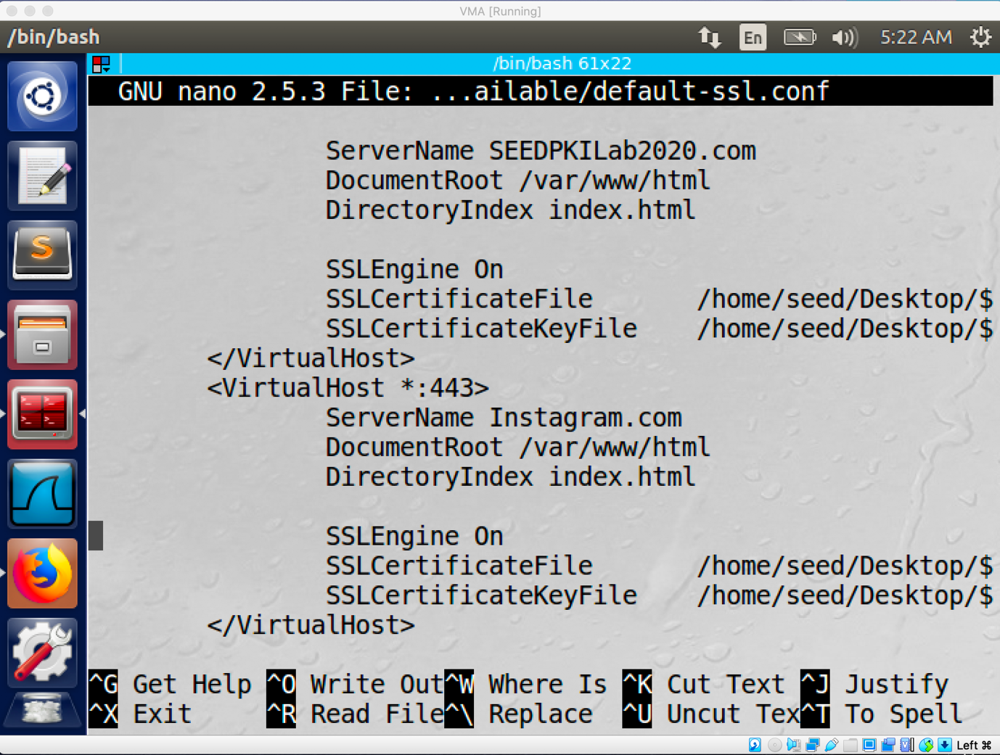 VMA [Running]
/bin/bash
En
5:22 AM
/bin/bash 61x22
GNU nano 2.5.3 File: ...ailable/default-ssl.conf
ServerName SEEDPKILab2020.com
DocumentRoot /var/www/html
DirectoryIndex index.html
SSLEngine On
SSLCertificateFile /home/seed/Desktop/$
SSLCertificateKeyFile /home/seed/Desktop/$
</VirtualHost>
<VirtualHost *:443>
ServerName Instagram.com
DocumentRoot /var/www/html
DirectoryIndex index.html
SSLEngine On
SSLCertificateFile /home/seed/Desktop/$
SSLCertificateKeyFile /home/seed/Desktop/$
</VirtualHost>
^G Get Help ^O Write Out ^W Where Is ^K Cut Text ^J Justify
^X Exit ^R Read File ^\ Replace ^U Uncut Tex ^T To Spell
Left ⌘